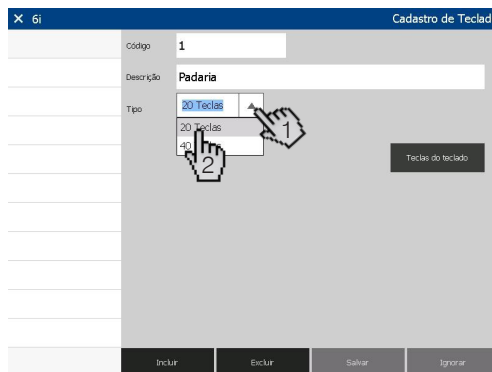 ✕ 6i Cadastro de Teclad
Código 1
Descrição Padaria
Tipo 20 Teclas
20 Teclas
40
1
2
Teclas do teclado
Incluir Excluir Salvar Ignorar